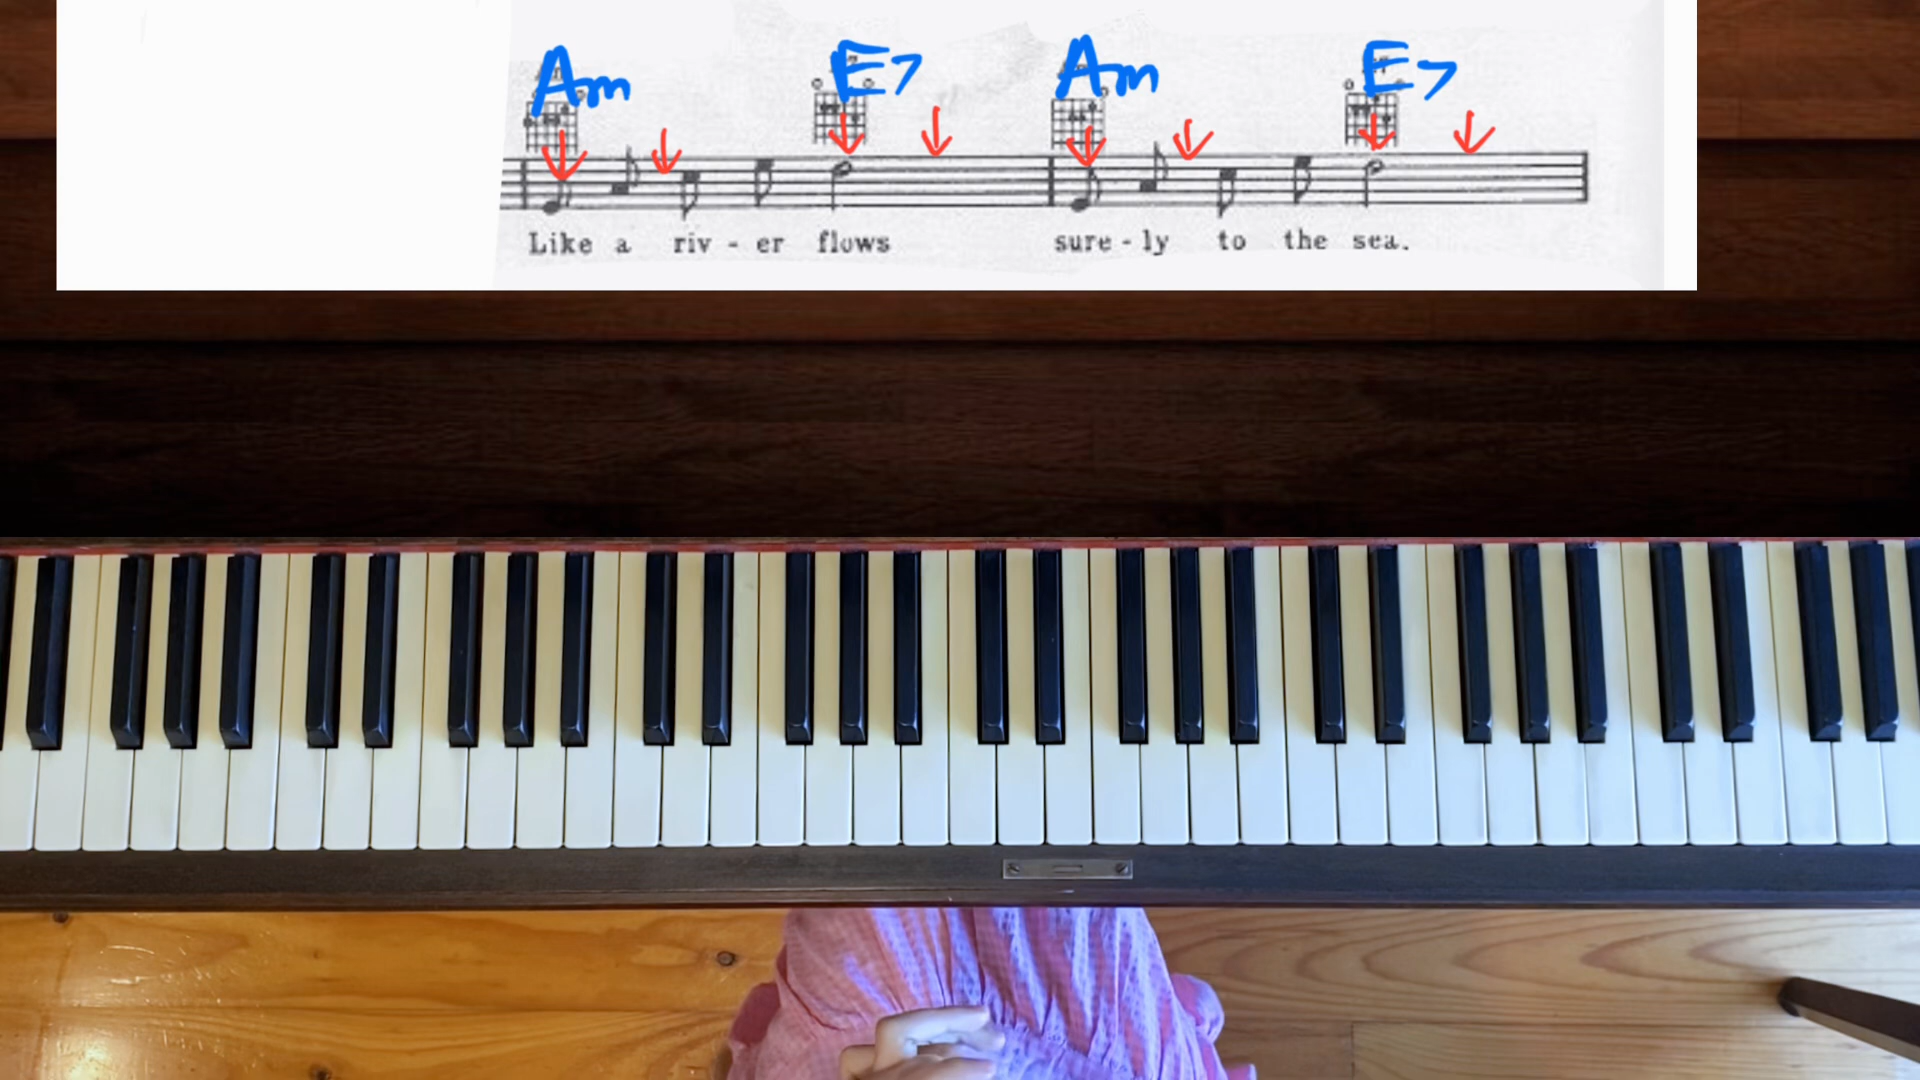 Am E7 Am E7
Like a riv - er flows sure - ly to the sea.